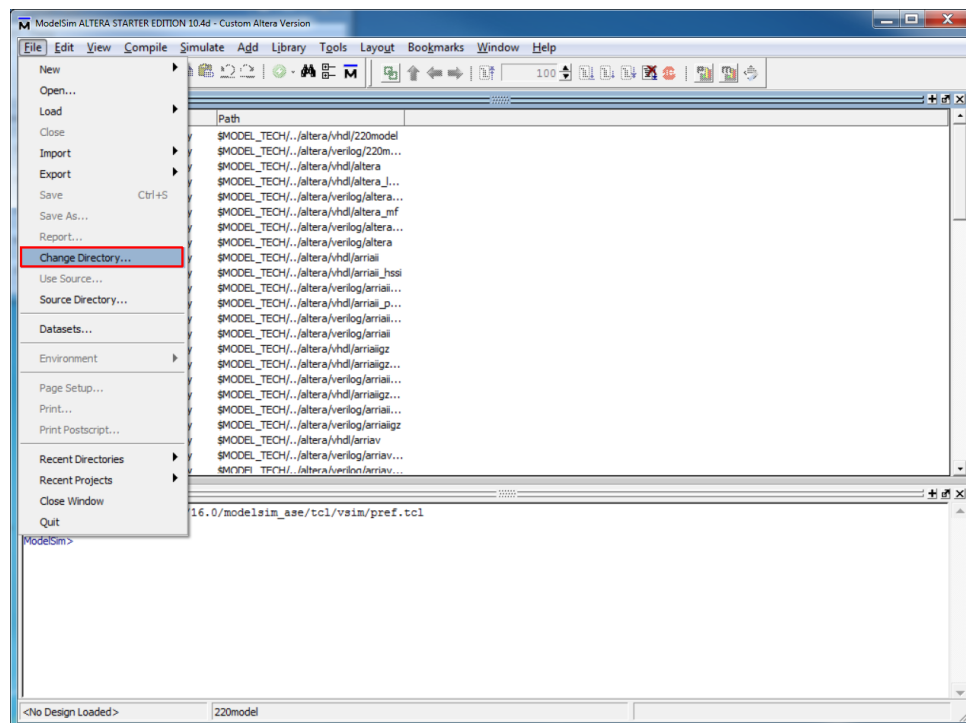 ModelSim ALTERA STARTER EDITION 10.4d - Custom Altera Version
File Edit View Compile Simulate Add Library Tools Layout Bookmarks Window Help
New
Open...
Load
Close
Import
Export
Save Ctrl+S
Save As...
Report...
Change Directory...
Use Source...
Source Directory...
Datasets...
Environment
Page Setup...
Print...
Print Postscript...
Recent Directories
Recent Projects
Close Window
Quit
100
Path
$MODEL_TECH/../altera/vhdl/220model
$MODEL_TECH/../altera/verilog/220m...
$MODEL_TECH/../altera/vhdl/altera
$MODEL_TECH/../altera/vhdl/altera_l...
$MODEL_TECH/../altera/verilog/altera...
$MODEL_TECH/../altera/vhdl/altera_mf
$MODEL_TECH/../altera/verilog/altera...
$MODEL_TECH/../altera/verilog/altera
$MODEL_TECH/../altera/vhdl/arriaii
$MODEL_TECH/../altera/vhdl/arriaii_hssi
$MODEL_TECH/../altera/verilog/arriaii...
$MODEL_TECH/../altera/vhdl/arriaii_p...
$MODEL_TECH/../altera/verilog/arriaii...
$MODEL_TECH/../altera/verilog/arriaii
$MODEL_TECH/../altera/vhdl/arriaiigz
$MODEL_TECH/../altera/vhdl/arriaiigz...
$MODEL_TECH/../altera/verilog/arriaii...
$MODEL_TECH/../altera/vhdl/arriaiigz...
$MODEL_TECH/../altera/verilog/arriaii...
$MODEL_TECH/../altera/verilog/arriaiigz
$MODEL_TECH/../altera/vhdl/arriav
$MODEL_TECH/../altera/verilog/arriav...
$MODEL_TECH/../altera/verilog/arriav...
/16.0/modelsim_ase/tcl/vsim/pref.tcl
ModelSim>
<No Design Loaded> 220model